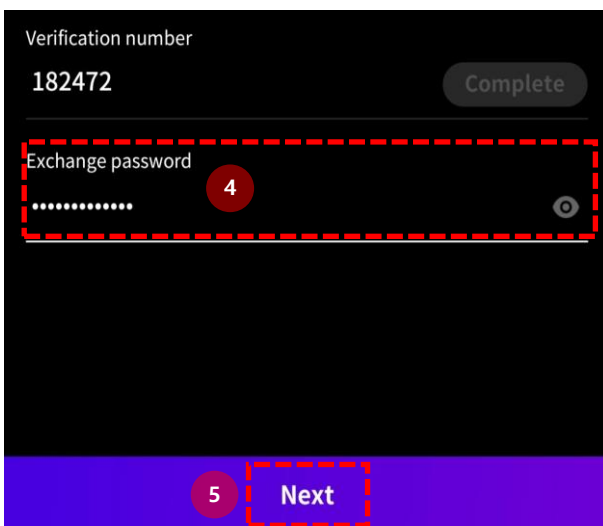 Verification number
182472 Complete
Exchange password
4
•••••••••••••
5 Next